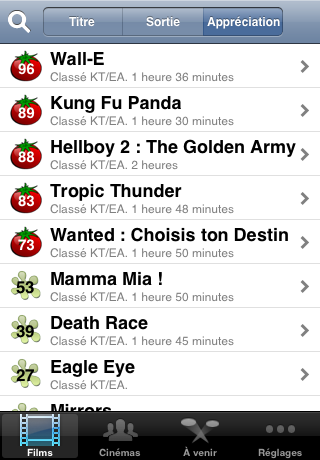 Titre Sortie Appréciation
96 Wall-E
Classé KT/EA. 1 heure 36 minutes
89 Kung Fu Panda
Classé KT/EA. 1 heure 30 minutes
88 Hellboy 2 : The Golden Army
Classé KT/EA. 2 heures
83 Tropic Thunder
Classé KT/EA. 1 heure 48 minutes
73 Wanted : Choisis ton Destin
Classé KT/EA. 1 heure 50 minutes
53 Mamma Mia !
Classé KT/EA. 1 heure 50 minutes
39 Death Race
Classé KT/EA. 1 heure 45 minutes
27 Eagle Eye
Classé KT/EA.
Mirrors
Films Cinémas À venir Réglages